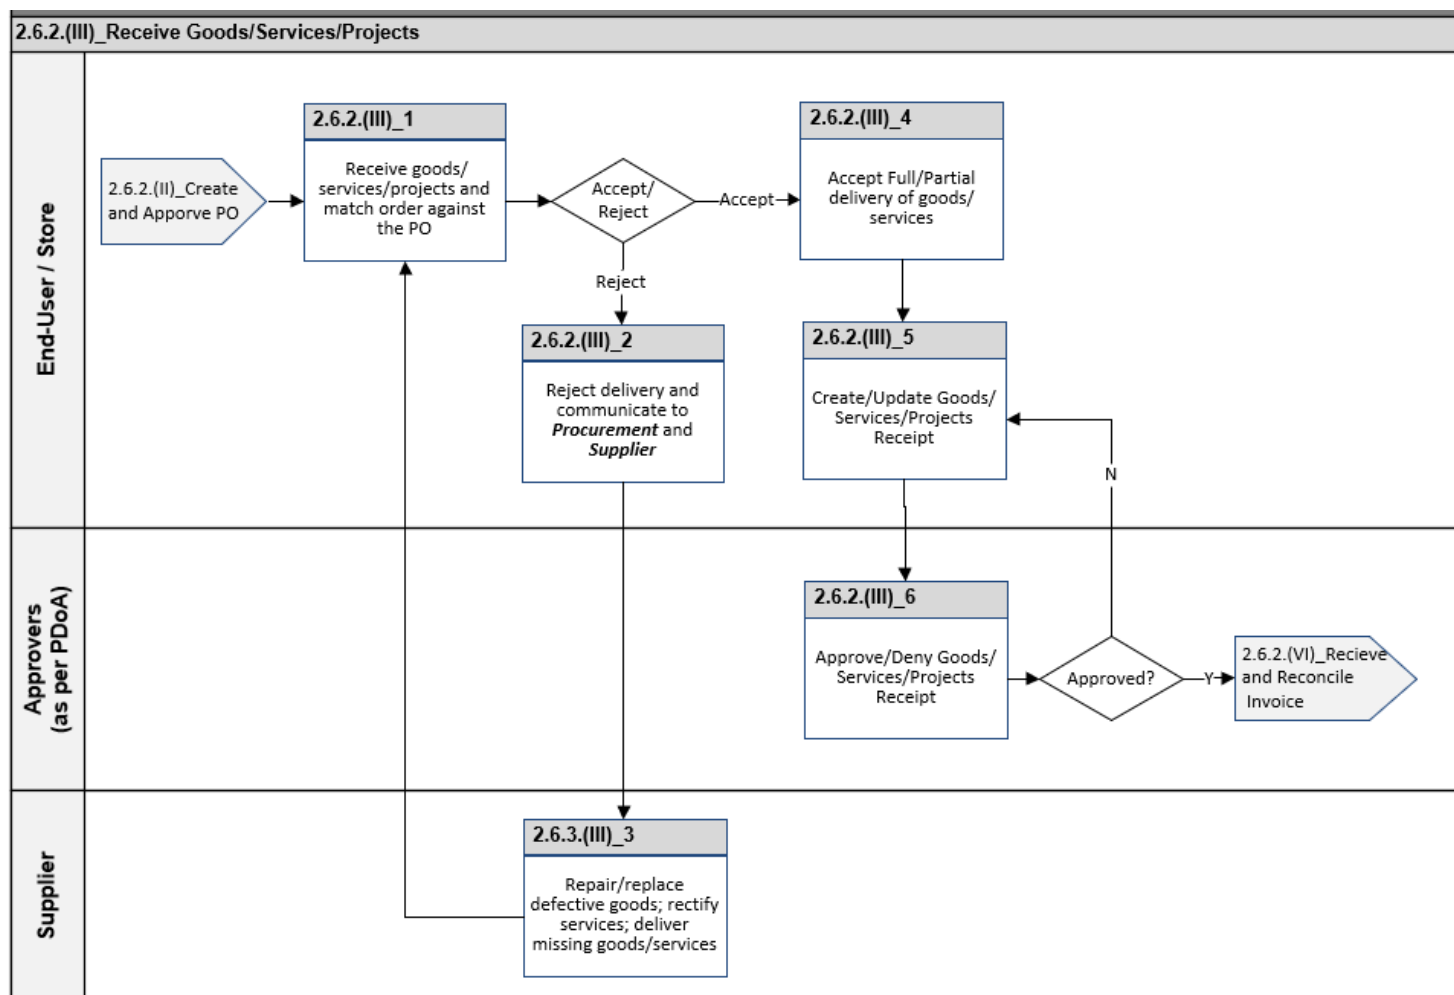 2.6.2.(III)_Receive Goods/Services/Projects
End-User / Store
2.6.2.(II)_Create
and Apporve PO
2.6.2.(III)_1
Receive goods/
services/projects and
match order against
the PO
Accept/
Reject
Accept
2.6.2.(III)_4
Accept Full/Partial
delivery of goods/
services
Reject
2.6.2.(III)_2
Reject delivery and
communicate to
Procurement and
Supplier
2.6.2.(III)_5
Create/Update Goods/
Services/Projects
Receipt
N
Approvers
(as per PDoA)
2.6.2.(III)_6
Approve/Deny Goods/
Services/Projects
Receipt
Approved?
Y
2.6.2.(VI)_Recieve
and Reconcile
Invoice
Supplier
2.6.3.(III)_3
Repair/replace
defective goods; rectify
services; deliver
missing goods/services